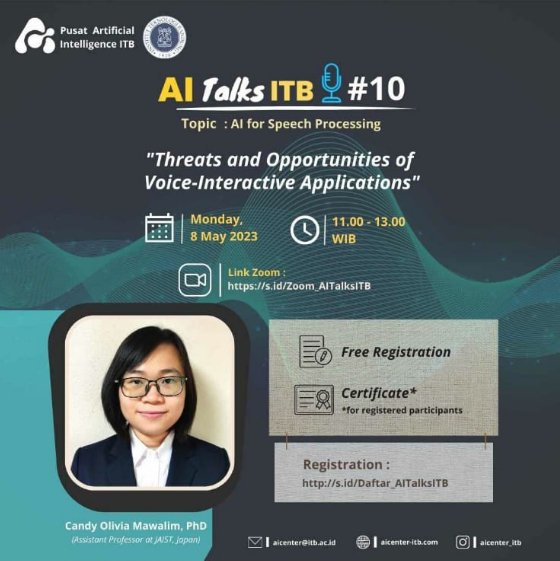 Pusat Artificial
Intelligence ITB
AI Talks ITB #10
Topic : AI for Speech Processing
"Threats and Opportunities of
Voice-Interactive Applications"
Monday,
8 May 2023
11.00 - 13.00
WIB
Link Zoom :
https://s.id/Zoom_AITalksITB
Free Registration
Certificate*
*for registered participants
Registration :
http://s.id/Daftar_AITalksITB
Candy Olivia Mawalim, PhD
(Assistant Professor at JAIST, Japan)
aicenter@itb.ac.id
aicenter-itb.com
aicenter_itb